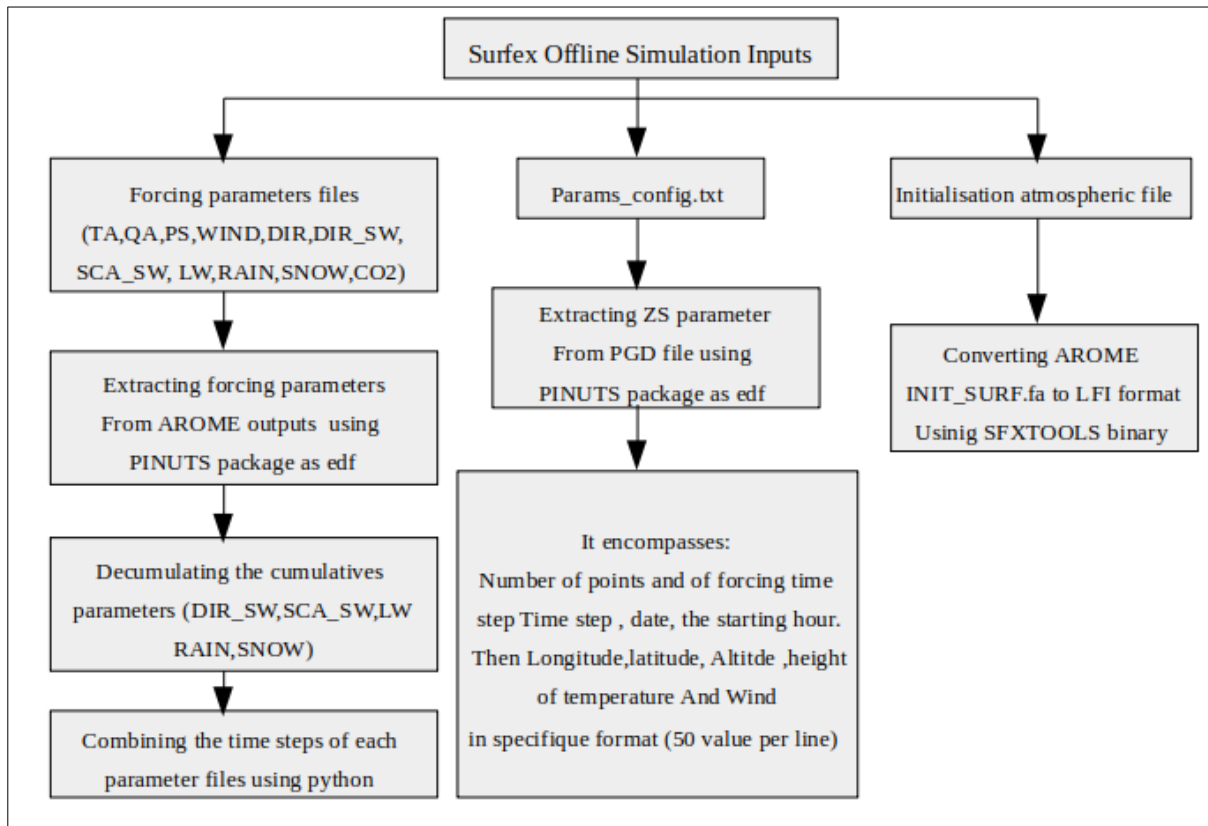 Surfex Offline Simulation Inputs
Forcing parameters files
(TA,QA,PS,WIND,DIR,DIR_SW,
SCA_SW, LW,RAIN,SNOW,CO2)
Extracting forcing parameters
From AROME outputs using
PINUTS package as edf
Decumulating the cumulatives
parameters (DIR_SW,SCA_SW,LW
RAIN,SNOW)
Combining the time steps of each
parameter files using python
Params_config.txt
Extracting ZS parameter
From PGD file using
PINUTS package as edf
It encompasses:
Number of points and of forcing time
step Time step , date, the starting hour.
Then Longitude,latitude, Altitde ,height
of temperature And Wind
in specifique format (50 value per line)
Initialisation atmospheric file
Converting AROME
INIT_SURF.fa to LFI format
Usinig SFXTOOLS binary